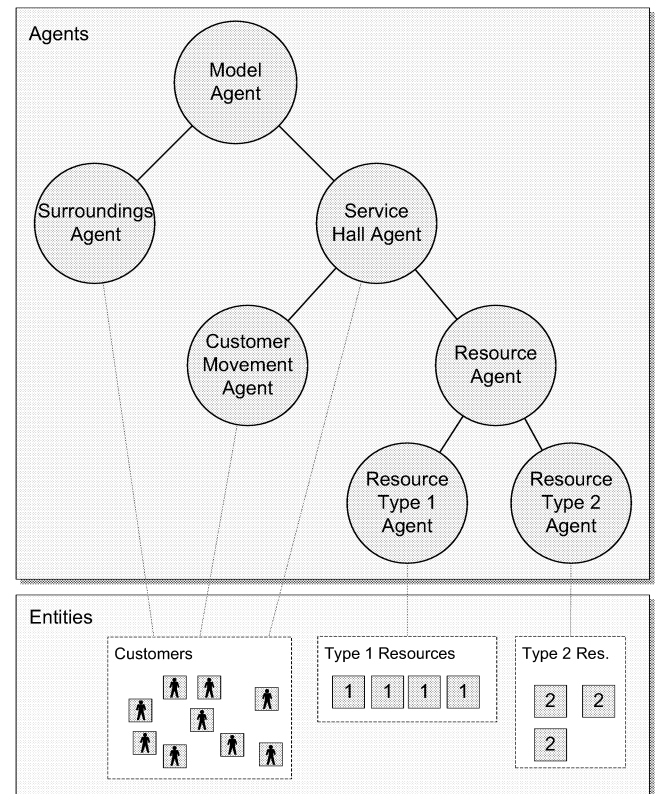 Agents
Model
Agent
Surroundings
Agent
Service
Hall Agent
Customer
Movement
Agent
Resource
Agent
Resource
Type 1
Agent
Resource
Type 2
Agent
Entities
Customers
Type 1 Resources
1 1 1 1
Type 2 Res.
2 2
2